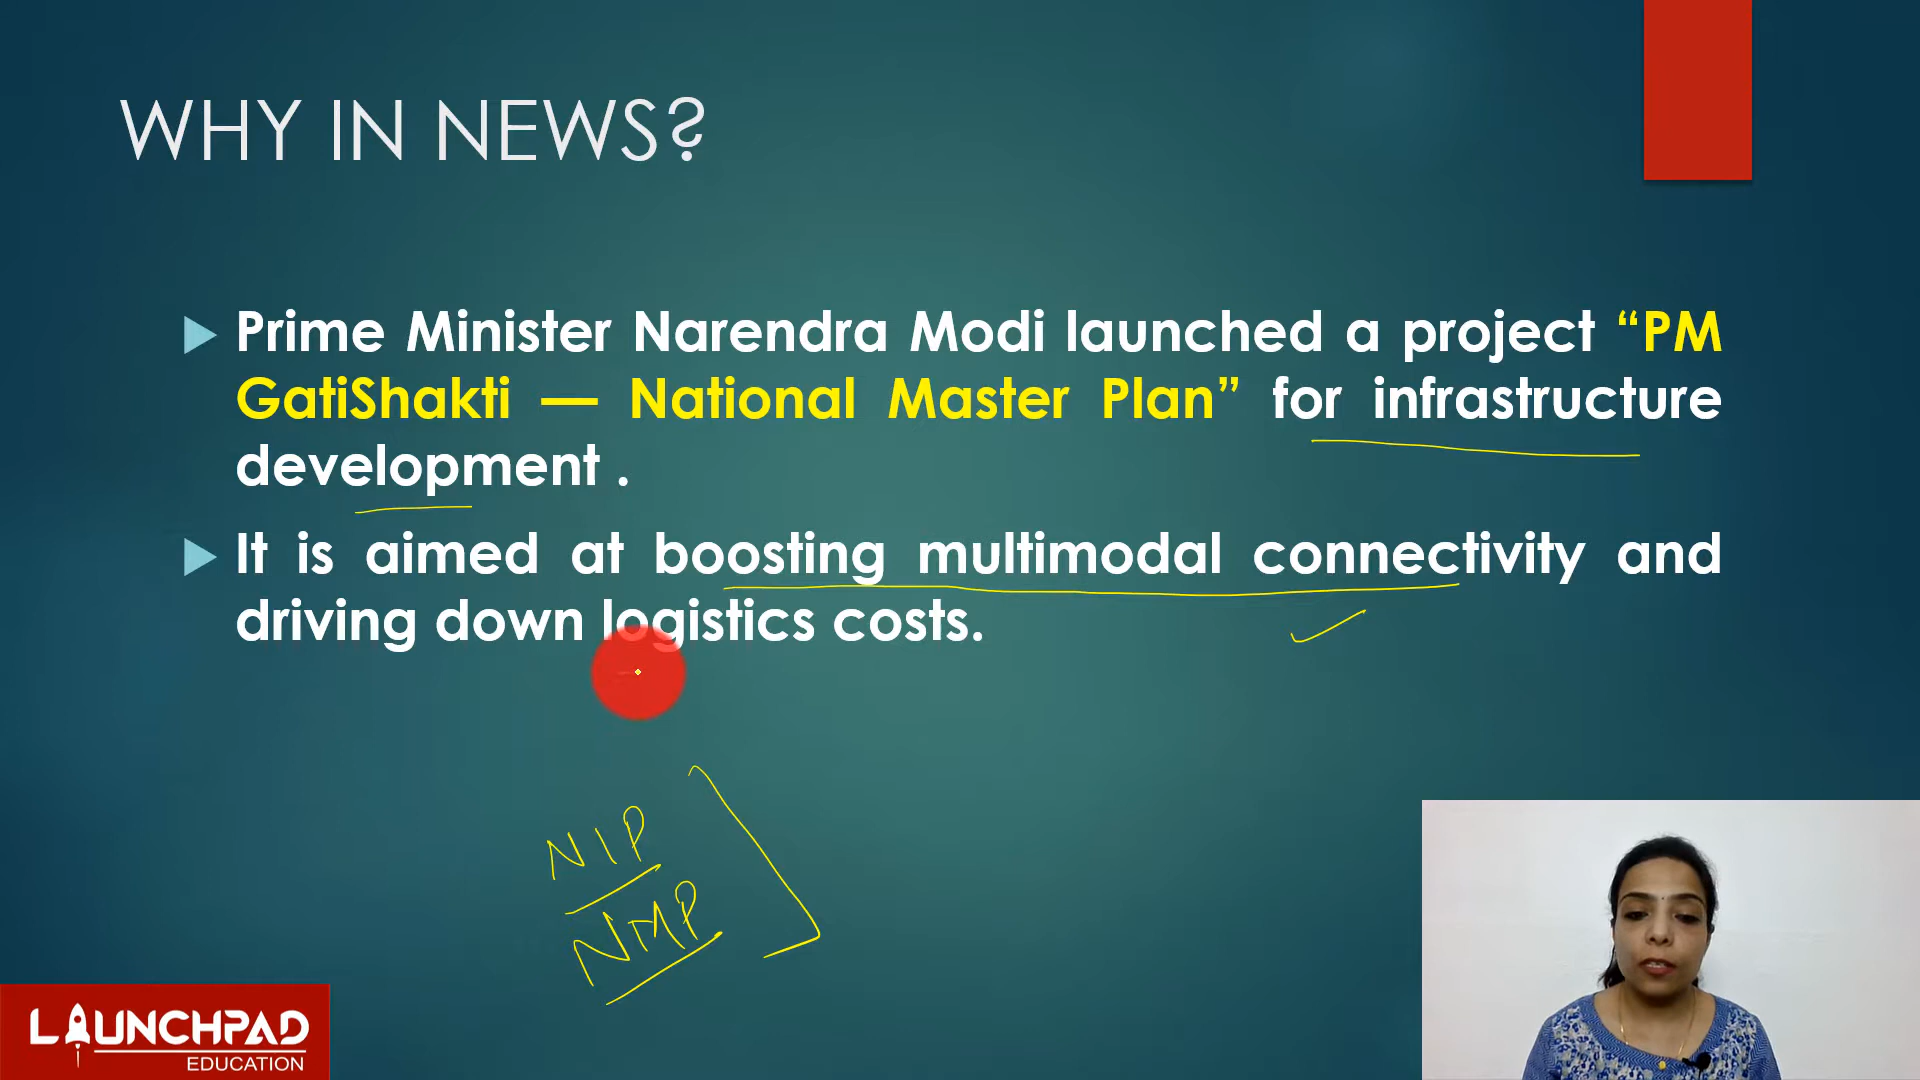 WHY IN NEWS?
Prime Minister Narendra Modi launched a project “PM
GatiShakti — National Master Plan” for infrastructure
development .
It is aimed at boosting multimodal connectivity and
driving down logistics costs.
NIP
NMP
LAUNCHPAD
EDUCATION